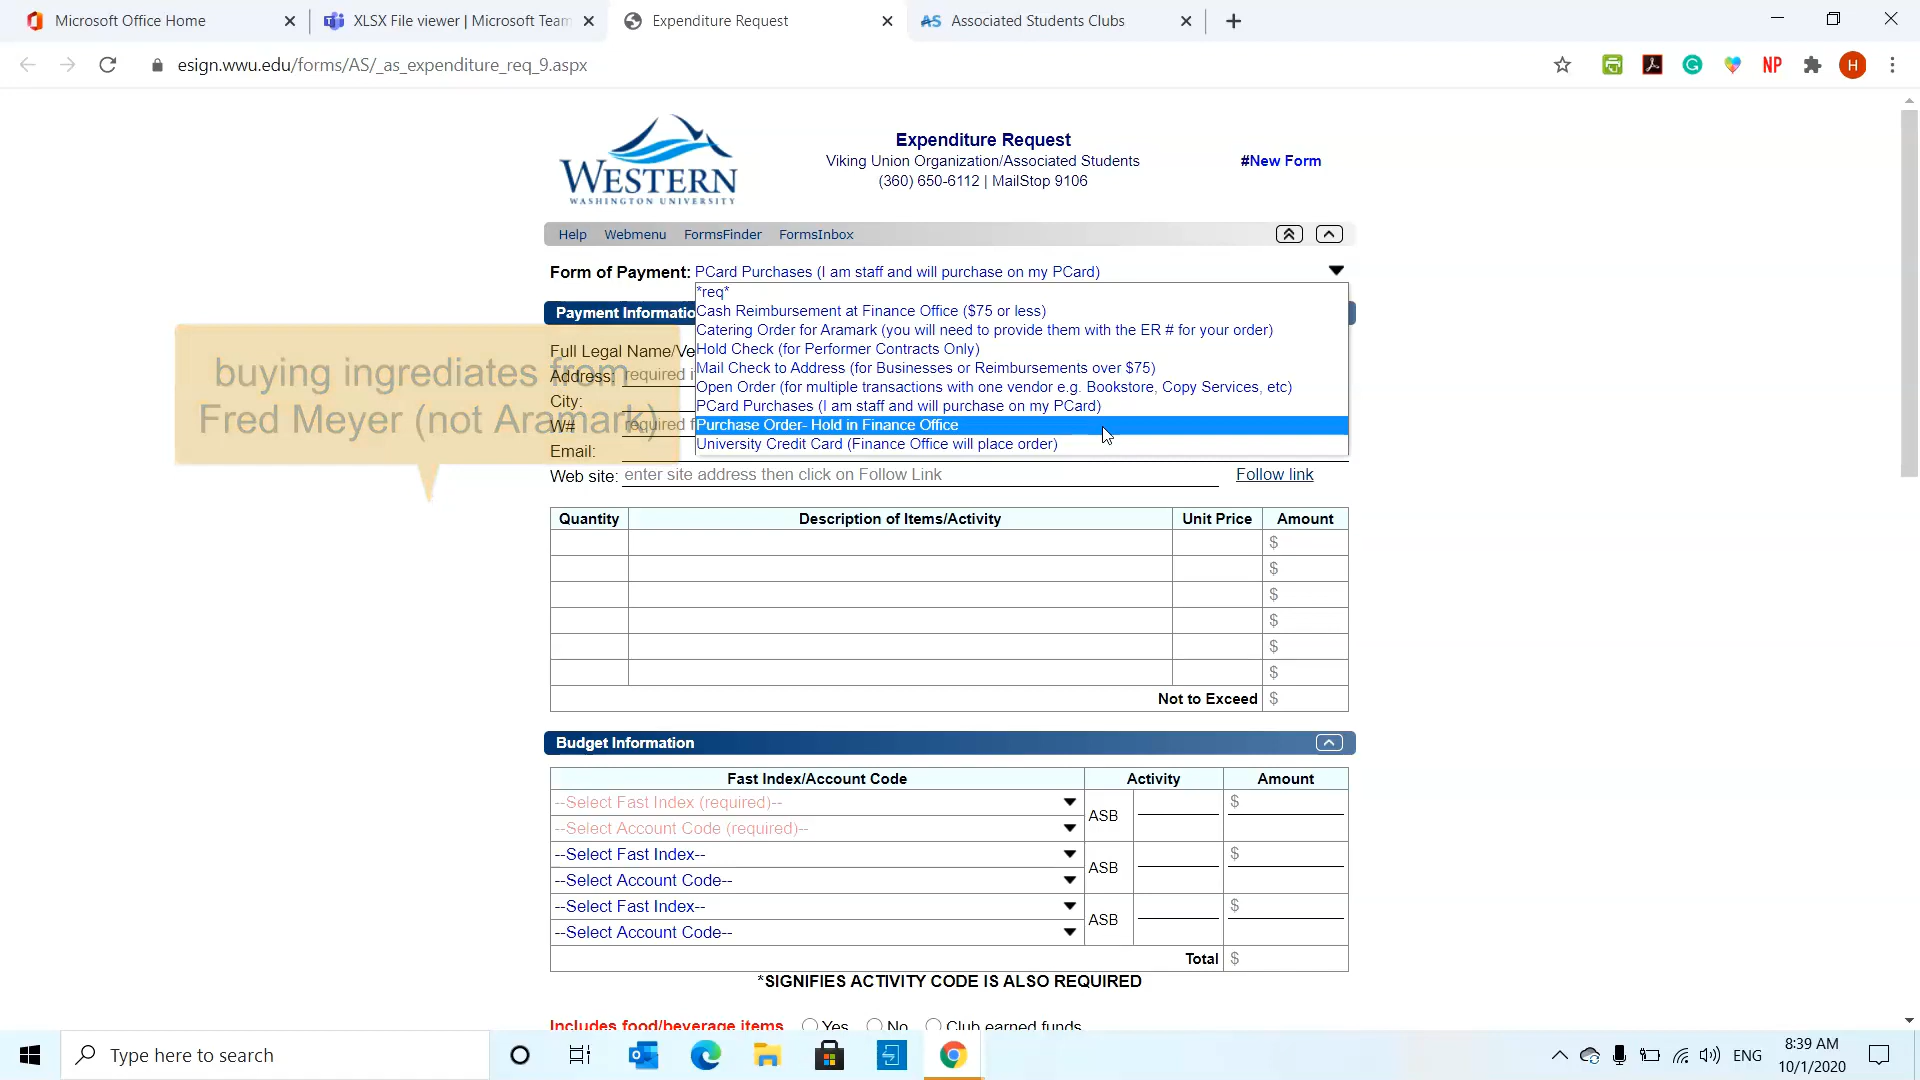 Microsoft Office Home
XLSX File viewer | Microsoft Team
Expenditure Request
AS Associated Students Clubs
esign.wwu.edu/forms/AS/_as_expenditure_req_9.aspx
NP
H
WESTERN
WASHINGTON UNIVERSITY
Expenditure Request
Viking Union Organization/Associated Students
(360) 650-6112 | MailStop 9106
#New Form
Help Webmenu FormsFinder FormsInbox
Form of Payment: PCard Purchases (I am staff and will purchase on my PCard)
*req*
Cash Reimbursement at Finance Office ($75 or less)
Catering Order for Aramark (you will need to provide them with the ER # for your order)
Hold Check (for Performer Contracts Only)
Mail Check to Address (for Businesses or Reimbursements over $75)
Open Order (for multiple transactions with one vendor e.g. Bookstore, Copy Services, etc)
PCard Purchases (I am staff and will purchase on my PCard)
Purchase Order- Hold in Finance Office
University Credit Card (Finance Office will place order)
Payment Informatio
Full Legal Name/Ve
Address: required i
City:
W# required f
Email:
buying ingrediates from
Fred Meyer (not Aramark)
Web site: enter site address then click on Follow Link Follow link
Quantity Description of Items/Activity Unit Price Amount
$
$
$
$
$
$
Not to Exceed $
Budget Information
Fast Index/Account Code Activity Amount
--Select Fast Index (required)-- ASB $
--Select Account Code (required)--
--Select Fast Index-- ASB $
--Select Account Code--
--Select Fast Index-- ASB $
--Select Account Code--
Total $
*SIGNIFIES ACTIVITY CODE IS ALSO REQUIRED
Includes food/beverage items Yes No Club earned funds
Type here to search
ENG
8:39 AM
10/1/2020